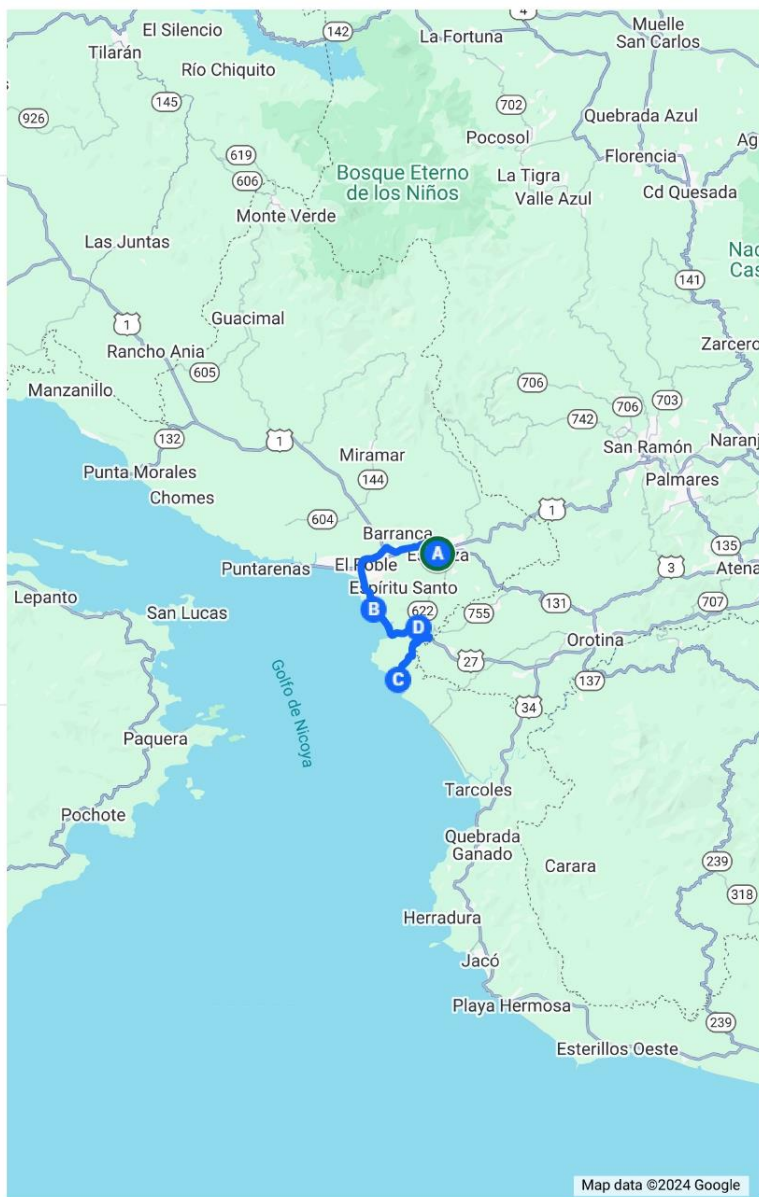 4
El Silencio
142
La Fortuna
Muelle
San Carlos
Tilarán
Río Chiquito
145
702
926
Quebrada Azul
Pocosol
619
Florencia
Ag
Bosque Eterno
de los Niños
La Tigra
606
Valle Azul
Cd Quesada
Monte Verde
Las Juntas
Nac
Cas
141
Guacimal
1
Zarcero
Rancho Ania
605
706
Manzanillo
703
742
706
132
1
San Ramón
Naranj
Miramar
Punta Morales
144
Palmares
Chomes
1
604
Barranca
135
A
Puntarenas
El Roble
3
Atena
Espíritu Santo
Lepanto
131
707
B
San Lucas
622
755
D
Orotina
27
C
137
Golfo de Nicoya
34
Paquera
Tarcoles
Pochote
Quebrada
Ganado
Carara
239
318
Herradura
Jacó
Playa Hermosa
239
Esterillos Oeste
Map data ©2024 Google